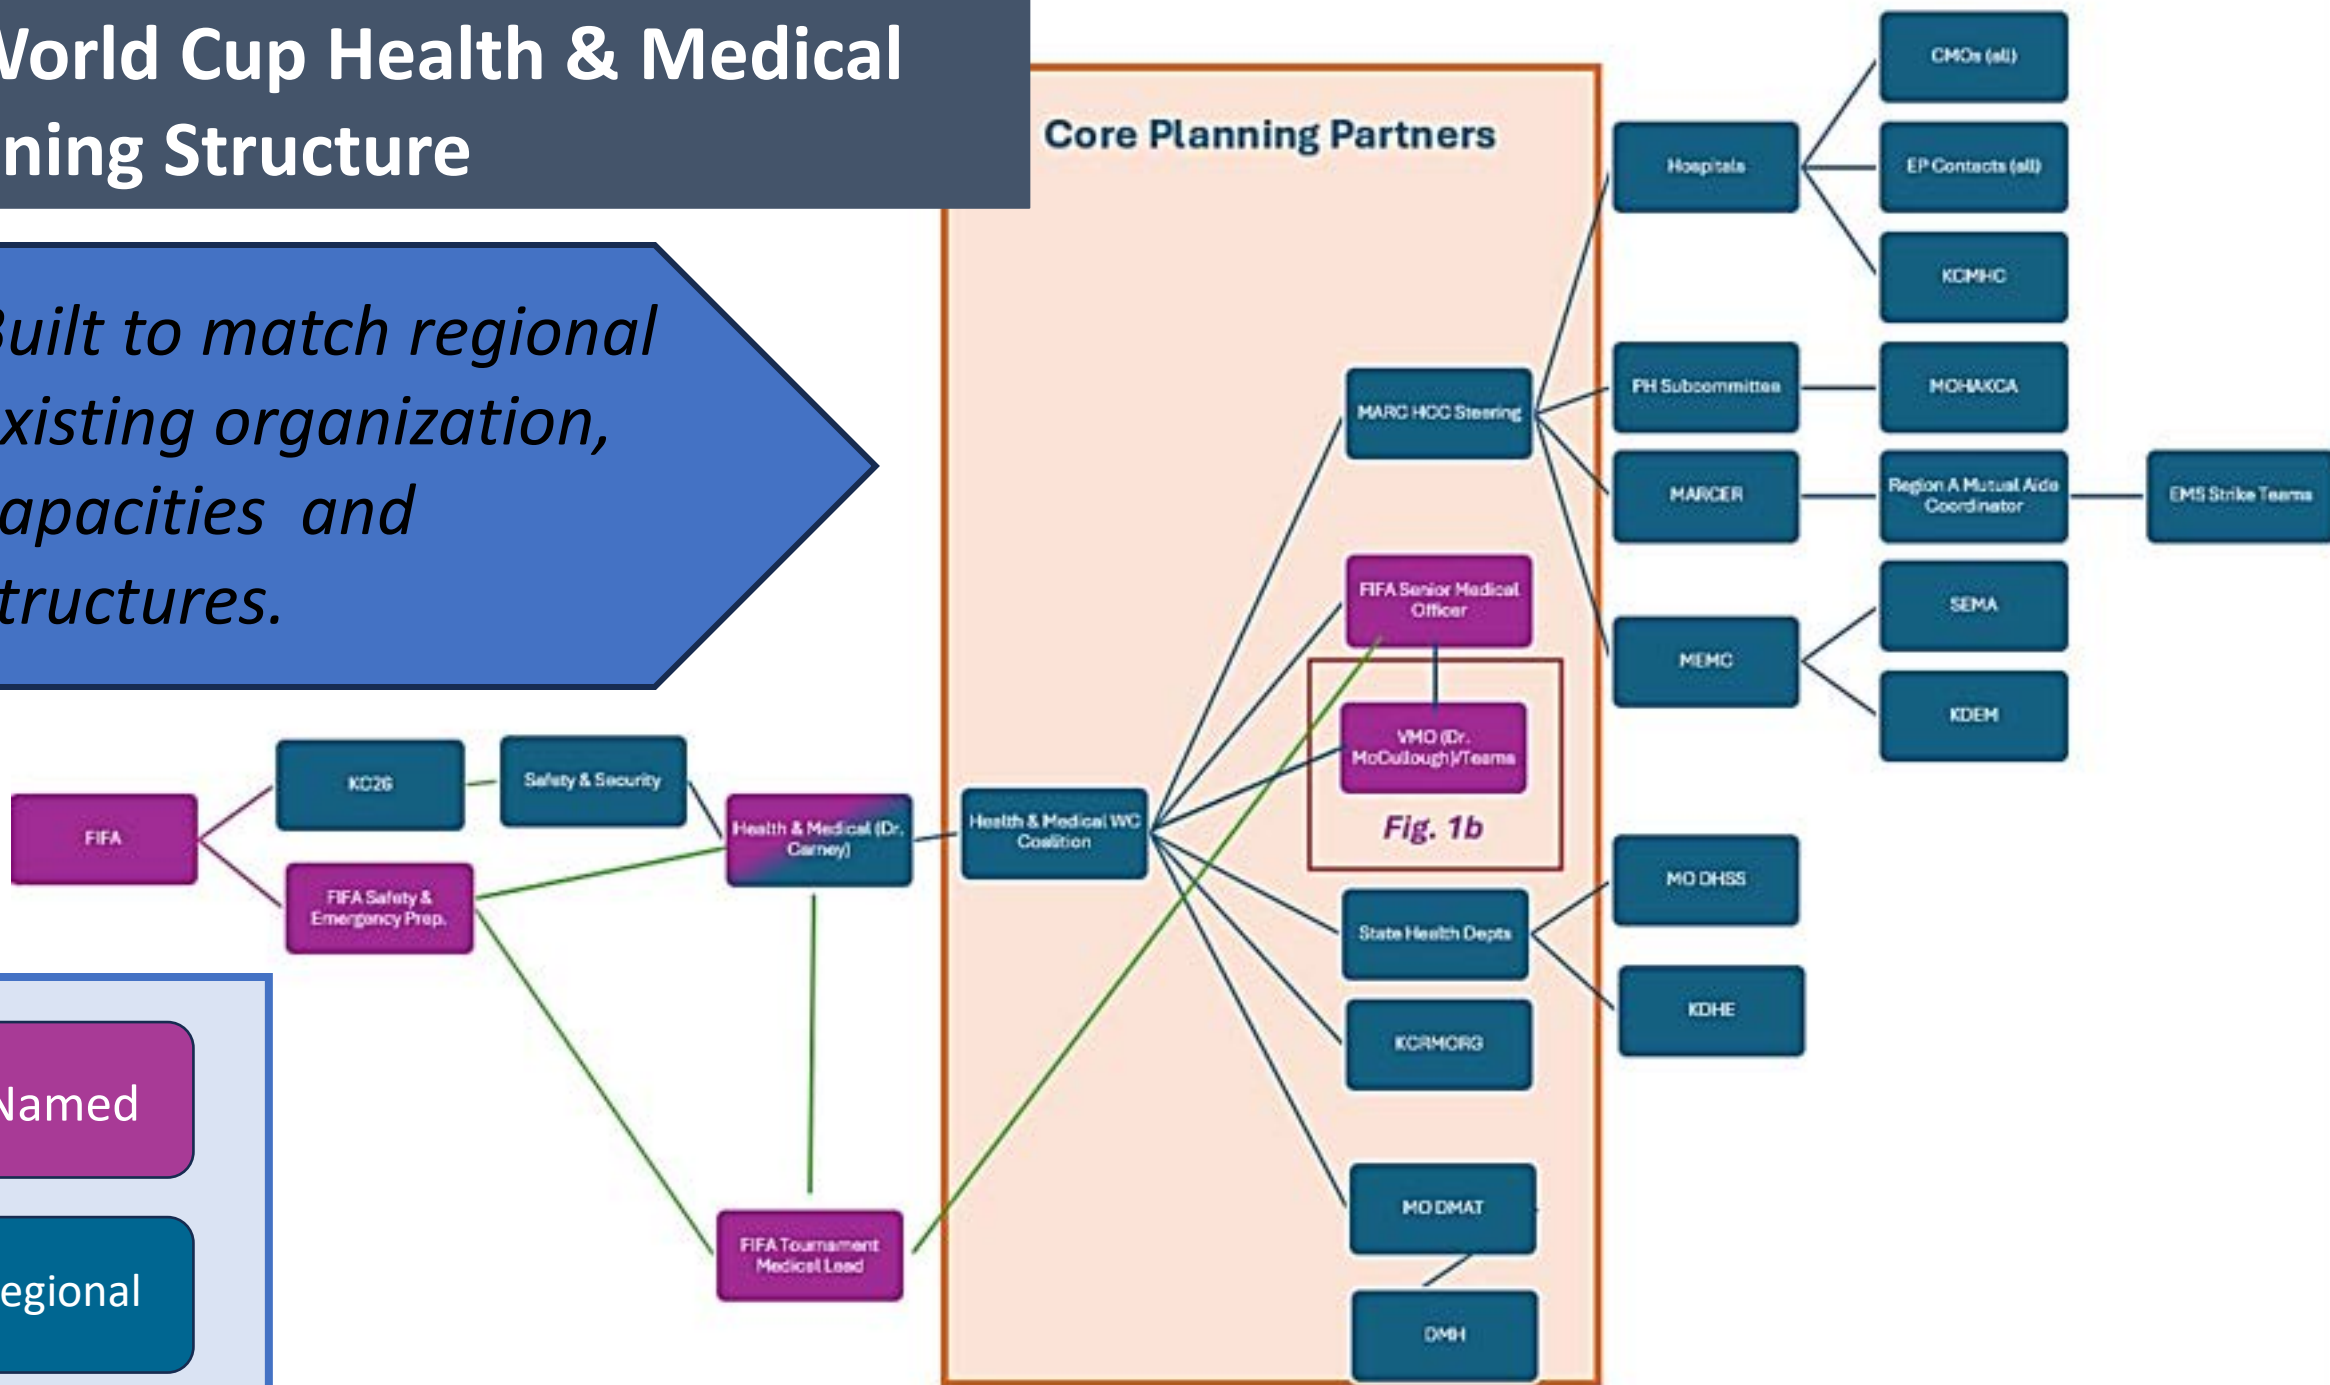 World Cup Health & Medical
ning Structure
Built to match regional
xisting organization,
apacities and
tructures.
Core Planning Partners
CMOs (all)
Hospitals
EP Contacts (all)
KCMHC
MARC HCC Steering
PH Subcommittee
MOHAKCA
MARCER
Region A Mutual Aide
Coordinator
EMS Strike Teams
FIFA Senior Medical
Officer
SEMA
MEMC
KDEM
VMO (Dr.
McCullough)/Teams
Fig. 1b
FIFA
KC26
Safety & Security
FIFA Safety &
Emergency Prep.
Health & Medical (Dr.
Carney)
Health & Medical WC
Coalition
State Health Depts
MO DHSS
KDHE
KCRMORG
MO DMAT
DMH
FIFA Tournament
Medical Lead
Named
egional